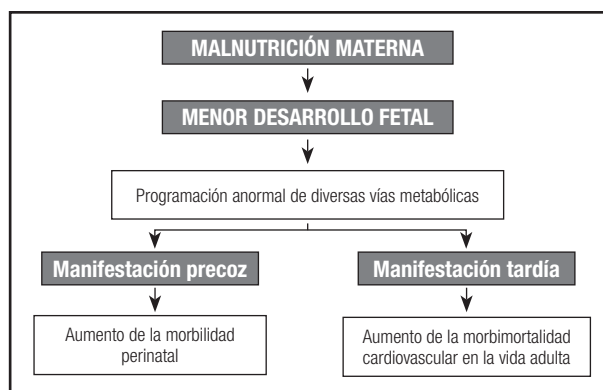 MALNUTRICIÓN MATERNA
MENOR DESARROLLO FETAL
Programación anormal de diversas vías metabólicas
Manifestación precoz
Manifestación tardía
Aumento de la morbilidad
perinatal
Aumento de la morbimortalidad
cardiovascular en la vida adulta